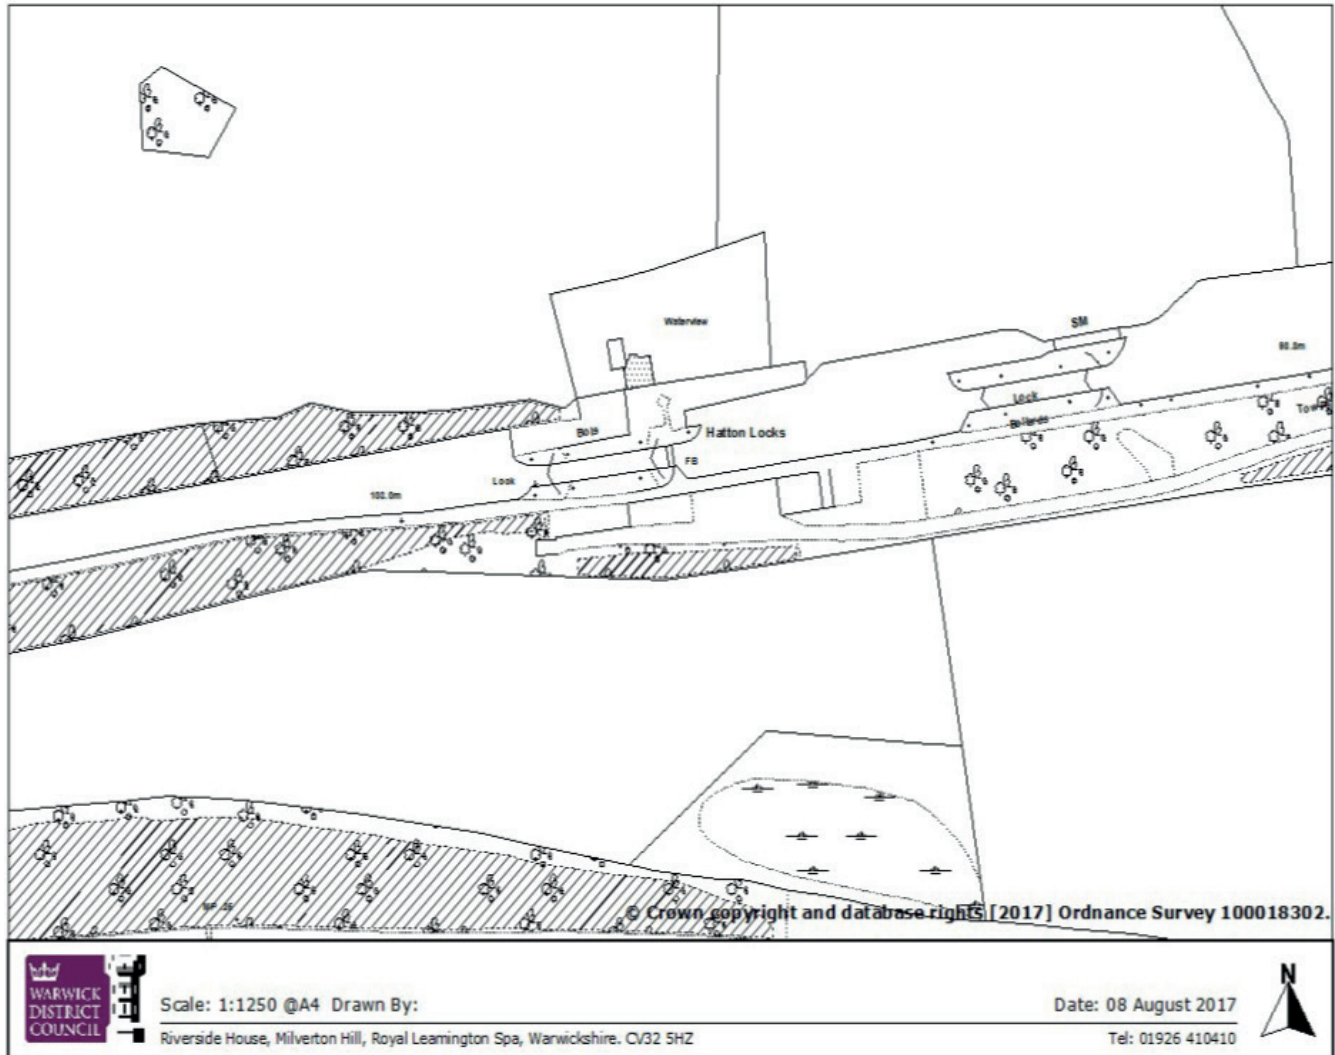 Waterview
SM
90.0m
Lock
Bollards
Bols
Hatton Locks
FB
Lock
100.0m
© Crown copyright and database rights [2017] Ordnance Survey 100018302.
WARWICK
DISTRICT
COUNCIL
Scale: 1:1250 @A4 Drawn By:
Date: 08 August 2017
N
Riverside House, Milverton Hill, Royal Leamington Spa, Warwickshire. CV32 5HZ
Tel: 01926 410410